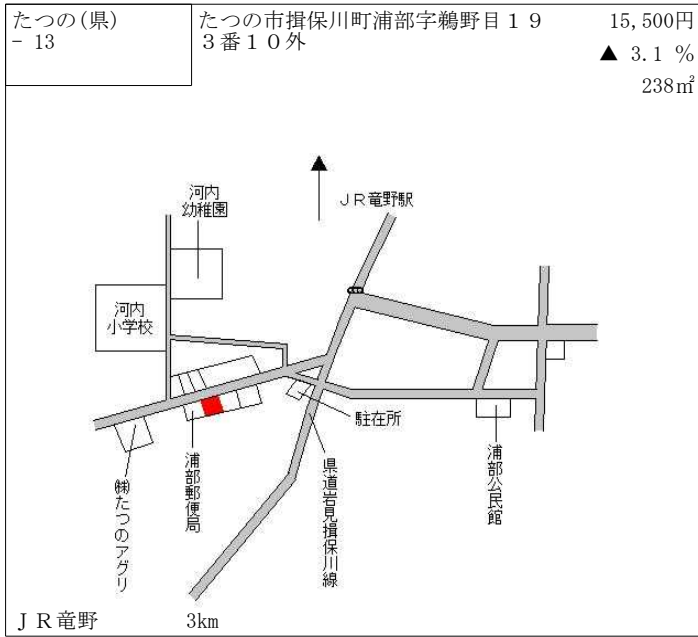 たつの(県)
- 13
たつの市揖保川町浦部字鵜野目１９
３番１０外
15,500円
▲ 3.1 %
238㎡
河内
幼稚園
ＪＲ竜野駅
河内
小学校
駐在所
浦部郵便局
㈱たつのアグリ
県道岩見揖保川線
浦部公民館
ＪＲ竜野
3km